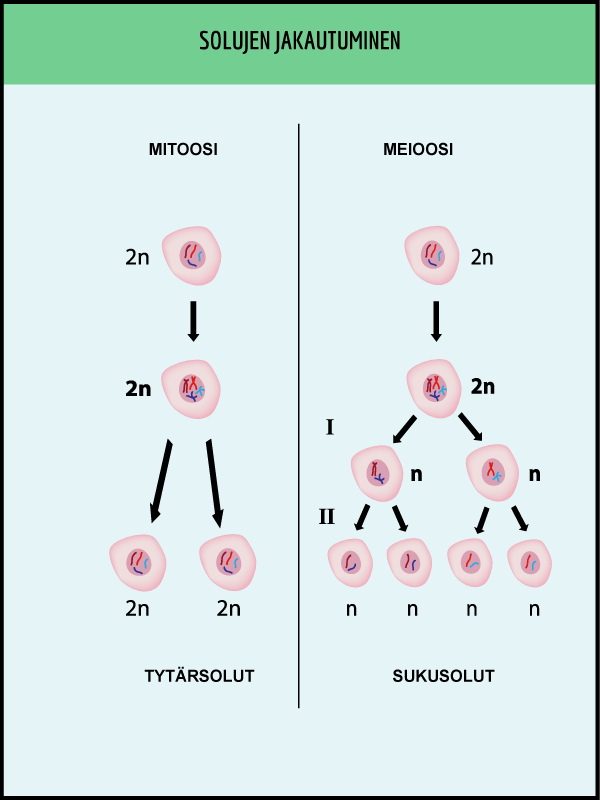 SOLUJEN JAKAUTUMINEN
MITOOSI
2n
2n
2n 2n
TYTÄRSOLUT
MEIOOSI
2n
2n
I
n n
II
n n n n
SUKUSOLUT